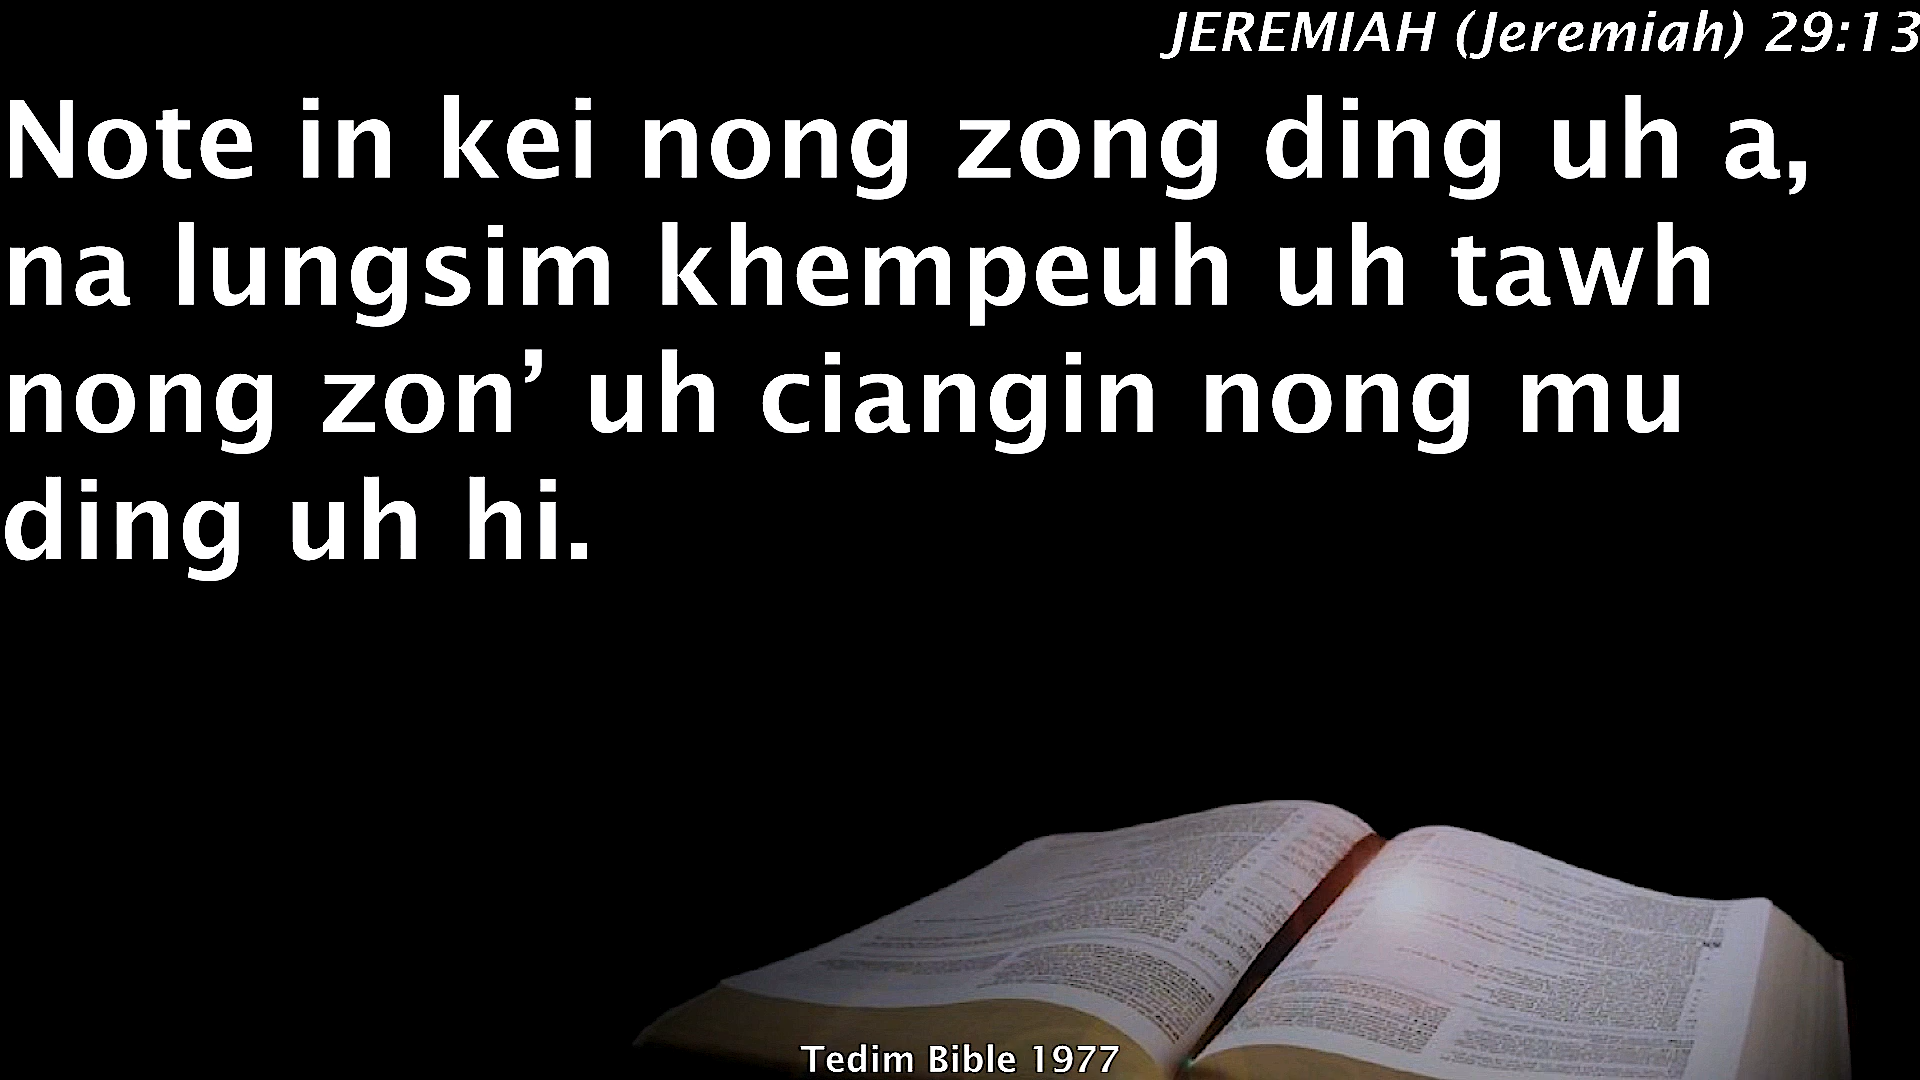 JEREMIAH (Jeremiah) 29:13
Note in kei nong zong ding uh a,
na lungsim khempeuh uh tawh
nong zon’ uh ciangin nong mu
ding uh hi.
Tedim Bible 1977